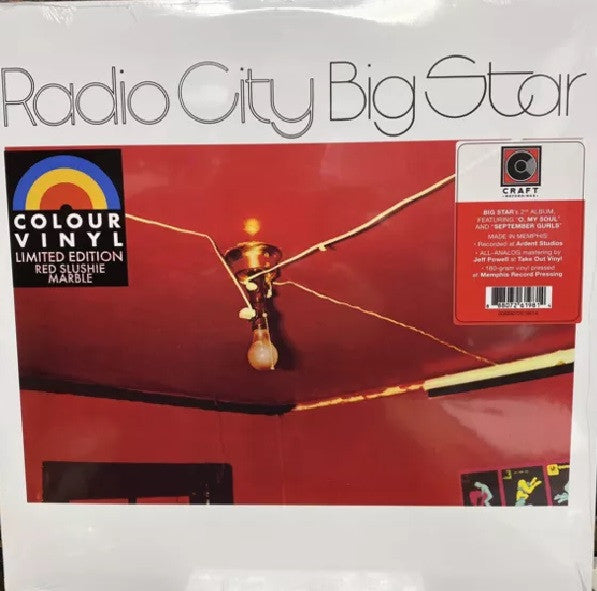 Radio City Big Star
COLOUR
VINYL
LIMITED EDITION
RED SLUSHIE
MARBLE
CRAFT
RECORDINGS
BIG STAR's 2ND ALBUM,
FEATURING "O, MY SOUL"
AND "SEPTEMBER GURLS"
MADE IN MEMPHIS
• Recorded at Ardent Studios
• ALL-ANALOG mastering by
Jeff Powell at Take Out Vinyl
• 180-gram vinyl pressed
at Memphis Record Pressing